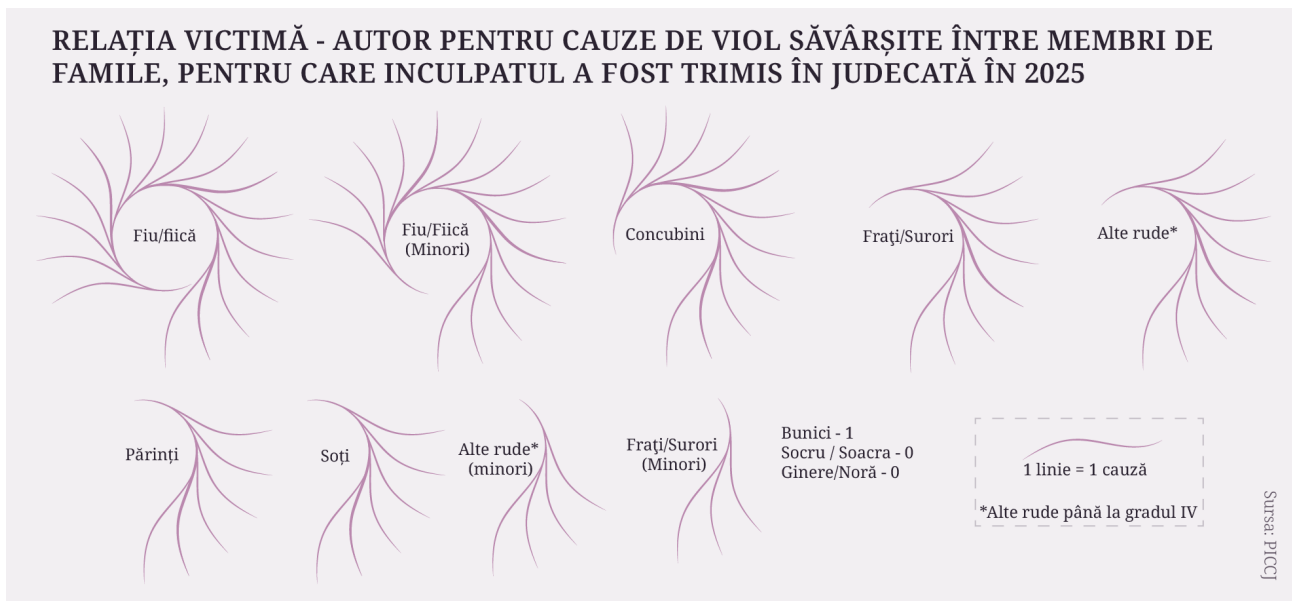 RELAȚIA VICTIMĂ - AUTOR PENTRU CAUZE DE VIOL SĂVÂRȘITE ÎNTRE MEMBRI DE
FAMILE, PENTRU CARE INCULPATUL A FOST TRIMIS ÎN JUDECATĂ ÎN 2025
Fiu/fiică
Fiu/Fiică
(Minori)
Concubini
Fraţi/Surori
Alte rude*
Părinți
Soți
Alte rude*
(minori)
Fraţi/Surori
(Minori)
Bunici - 1
Socru / Soacra - 0
Ginere/Noră - 0
1 linie = 1 cauză
*Alte rude până la gradul IV
Sursa: PICCJ